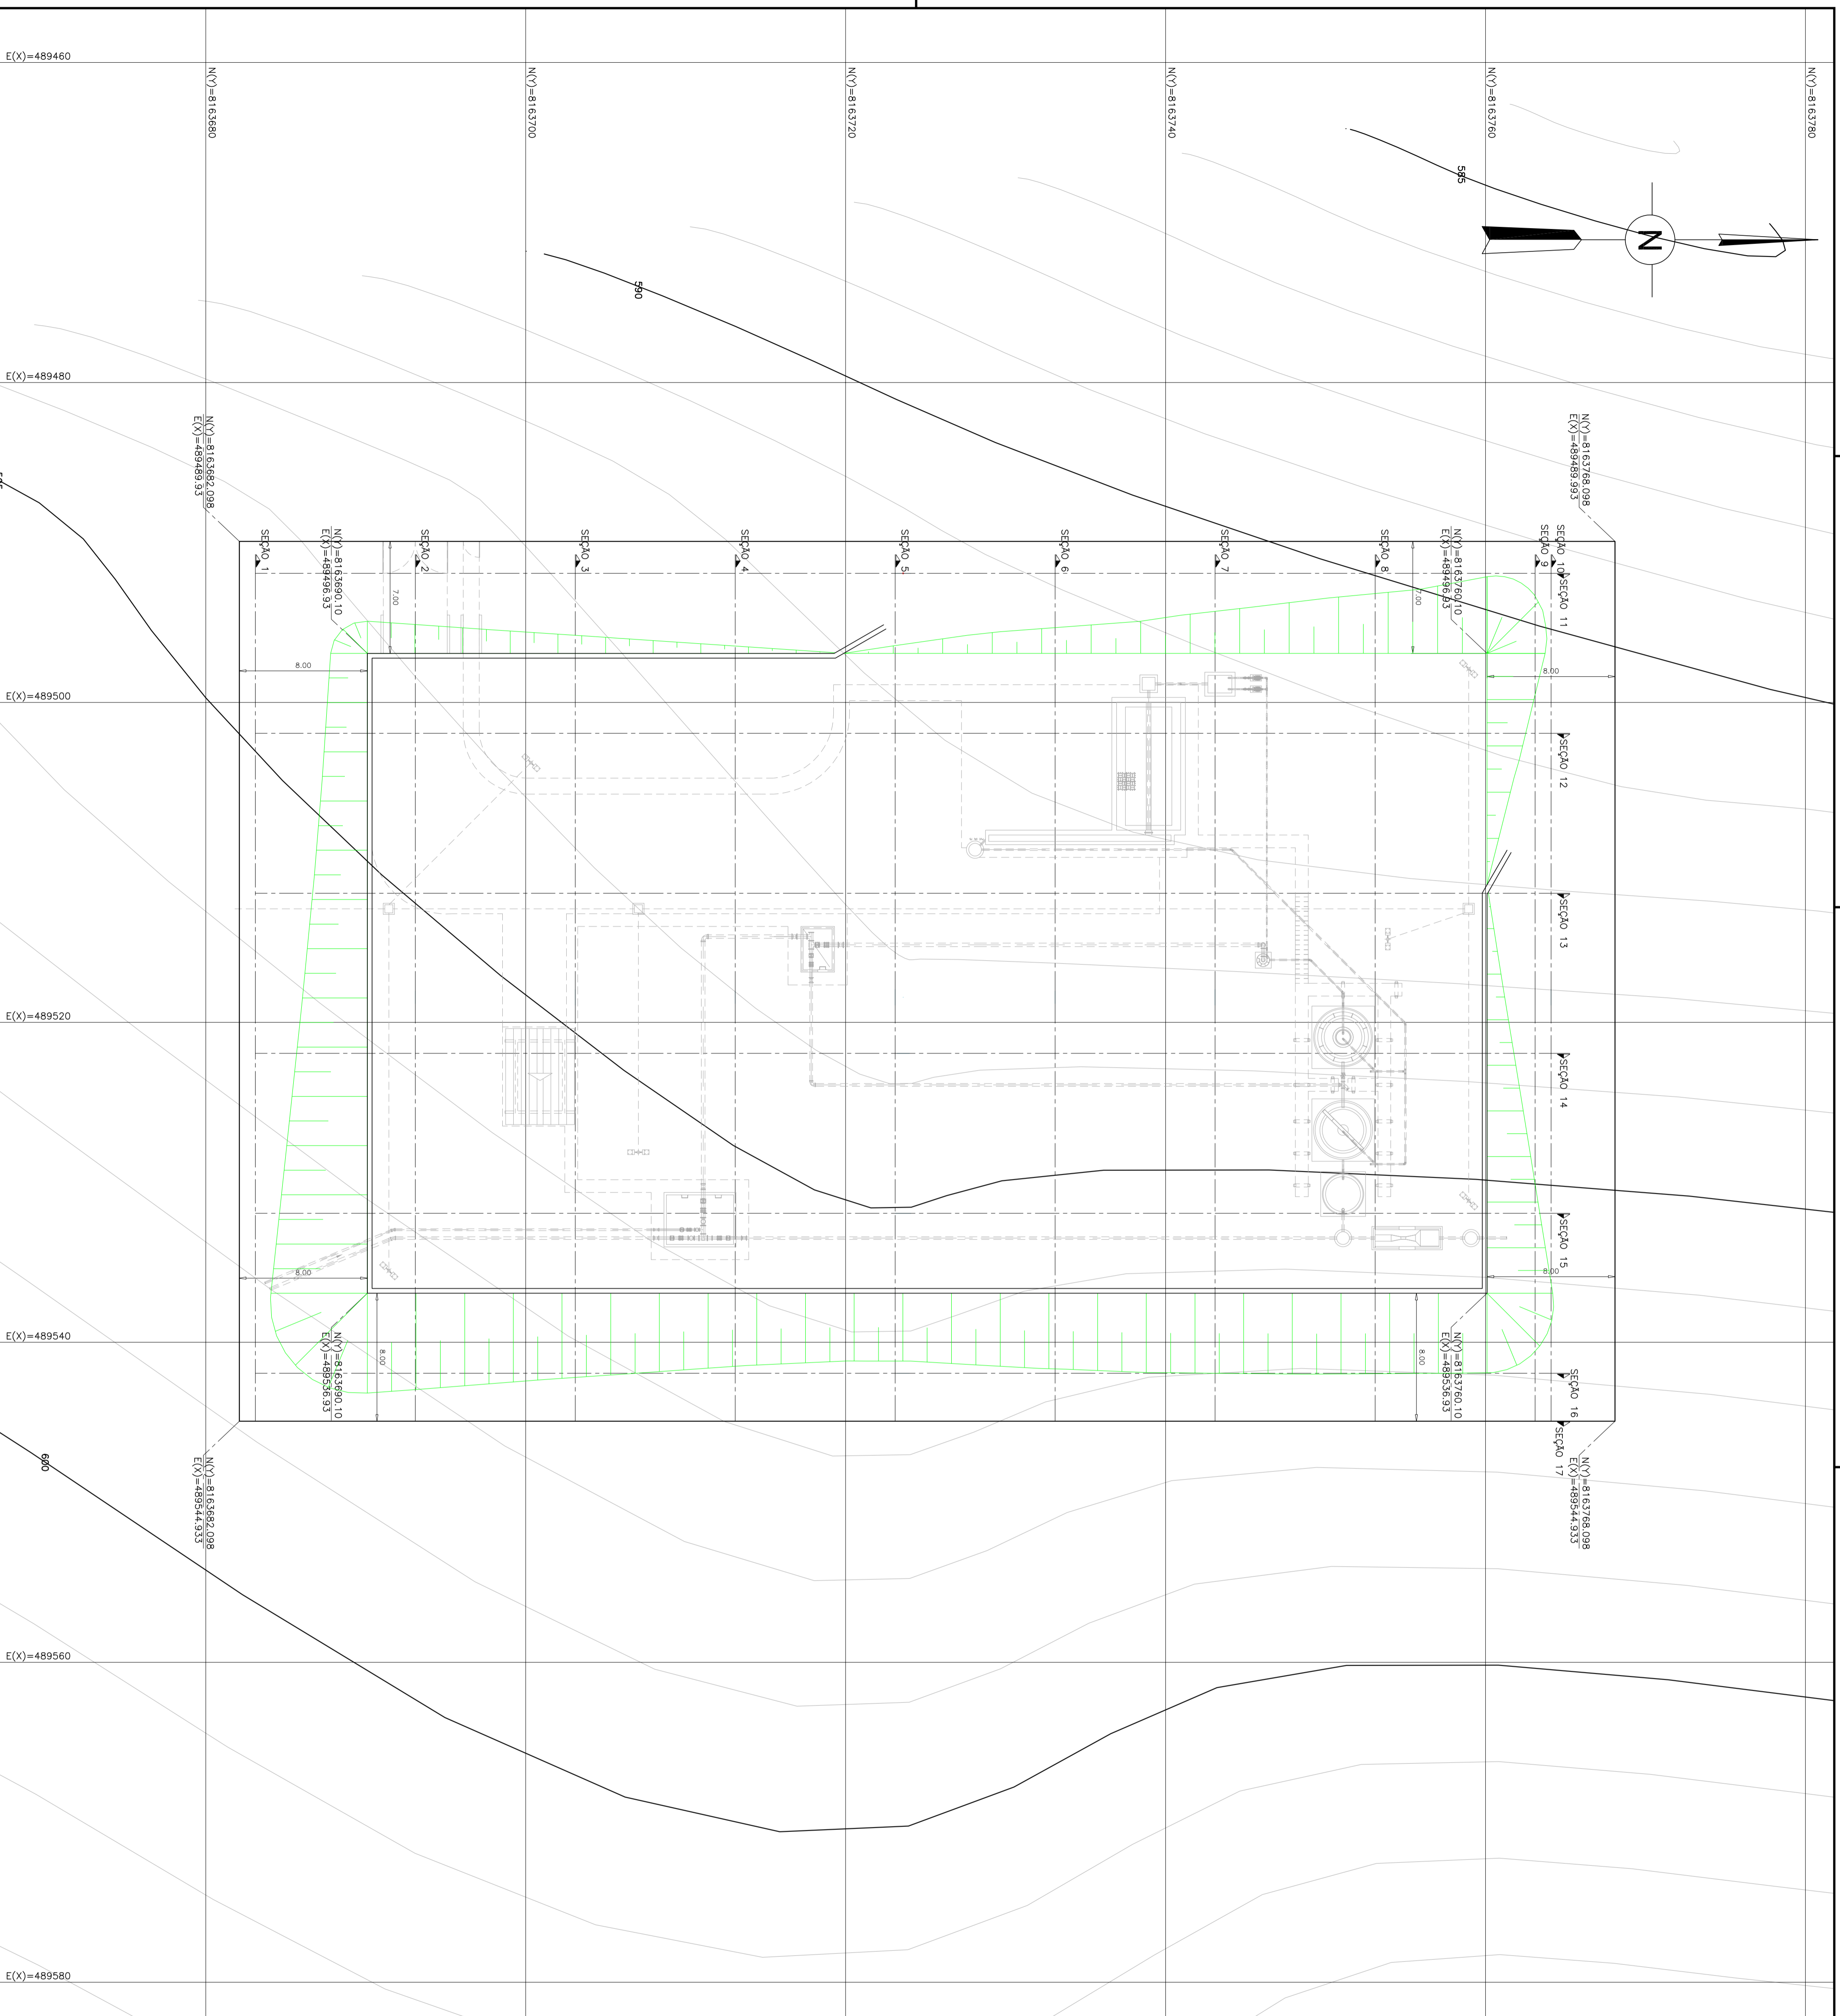 E(X)=489460
N(Y)=8163680
N(Y)=8163700
N(Y)=8163720
N(Y)=8163740
N(Y)=8163760
N(Y)=8163780
585
N
590
E(X)=489480
N(Y)=8163682.098
E(X)=489489.93
N(Y)=8163768.098
E(X)=489489.993
SEÇÃO 1
N(Y)=8163690.10
E(X)=489496.93
SEÇÃO 2
SEÇÃO 3
SEÇÃO 4
SEÇÃO 5
SEÇÃO 6
SEÇÃO 7
SEÇÃO 8
N(Y)=8163760.10
E(X)=489496.93
SEÇÃO 9
SEÇÃO 10
SEÇÃO 11
7.00
7.00
8.00
8.00
E(X)=489500
SEÇÃO 12
SEÇÃO 13
E(X)=489520
SEÇÃO 14
SEÇÃO 15
8.00
8.00
E(X)=489540
N(Y)=8163690.10
E(X)=489536.93
8.00
8.00
N(Y)=8163760.10
E(X)=489536.93
SEÇÃO 16
SEÇÃO 17
600
N(Y)=8163682.098
E(X)=489544.933
N(Y)=8163768.098
E(X)=489544.933
E(X)=489560
E(X)=489580